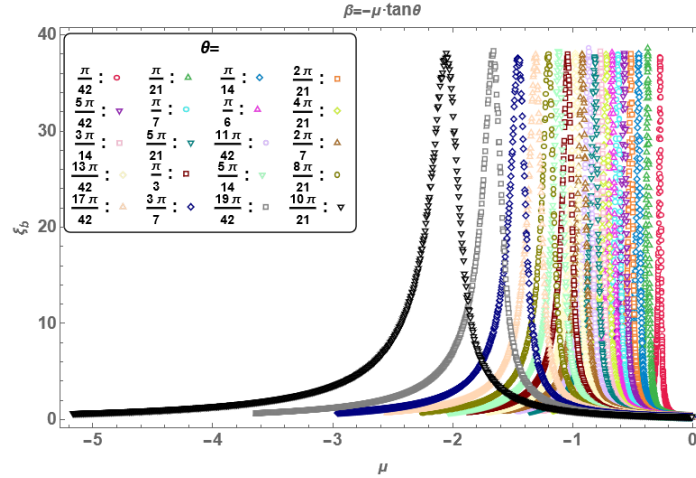 β=−μ·tanθ
θ=
π/42: π/21: π/14: 2π/21:
5π/42: π/7: π/6: 4π/21:
3π/14: 5π/21: 11π/42: 2π/7:
13π/42: π/3: 5π/14: 8π/21:
17π/42: 3π/7: 19π/42: 10π/21:
40
30
20
10
0
ξb
−5 −4 −3 −2 −1 0
μ